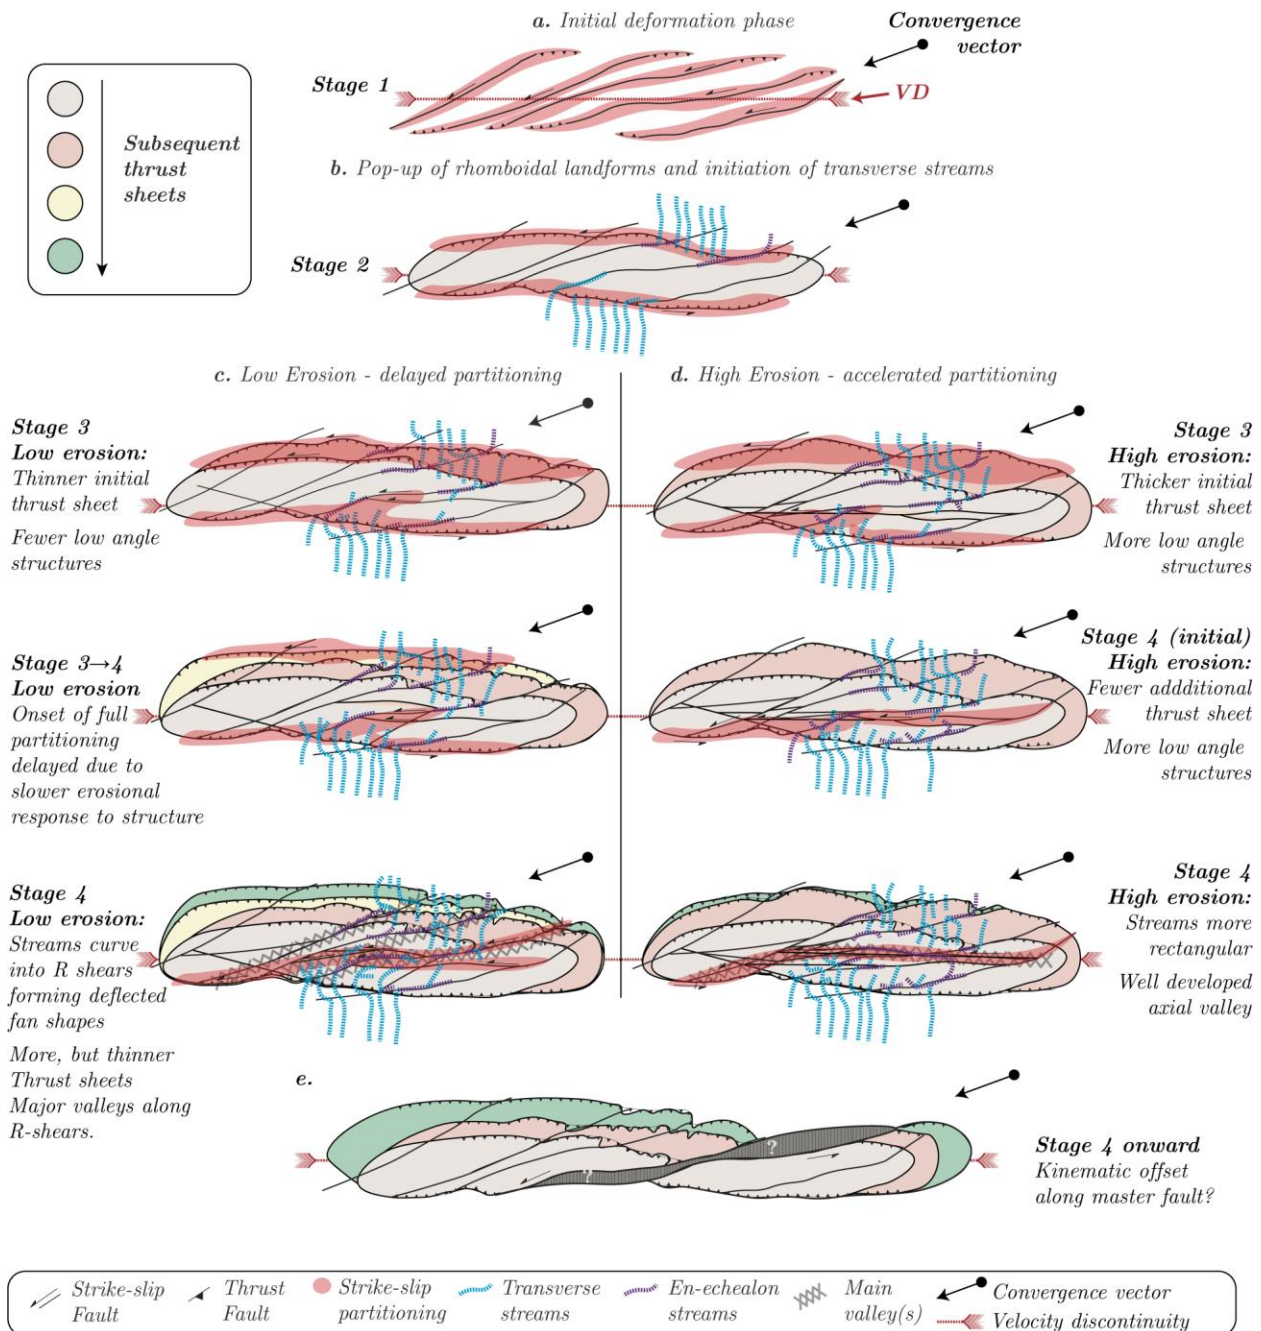 a. Initial deformation phase
Convergence
vector
Stage 1
VD
Subsequent
thrust
sheets
b. Pop-up of rhomboidal landforms and initiation of transverse streams
Stage 2
c. Low Erosion - delayed partitioning
d. High Erosion - accelerated partitioning
Stage 3
Low erosion:
Thinner initial
thrust sheet
Fewer low angle
structures
Stage 3
High erosion:
Thicker initial
thrust sheet
More low angle
structures
Stage 3→4
Low erosion
Onset of full
partitioning
delayed due to
slower erosional
response to structure
Stage 4 (initial)
High erosion:
Fewer addditional
thrust sheet
More low angle
structures
Stage 4
Low erosion:
Streams curve
into R shears
forming deflected
fan shapes
More, but thinner
Thrust sheets
Major valleys along
R-shears.
Stage 4
High erosion:
Streams more
rectangular
Well developed
axial valley
e.
?
?
Stage 4 onward
Kinematic offset
along master fault?
Strike-slip
Fault
Thrust
Fault
Strike-slip
partitioning
Transverse
streams
En-echealon
streams
Main
valley(s)
Convergence vector
Velocity discontinuity